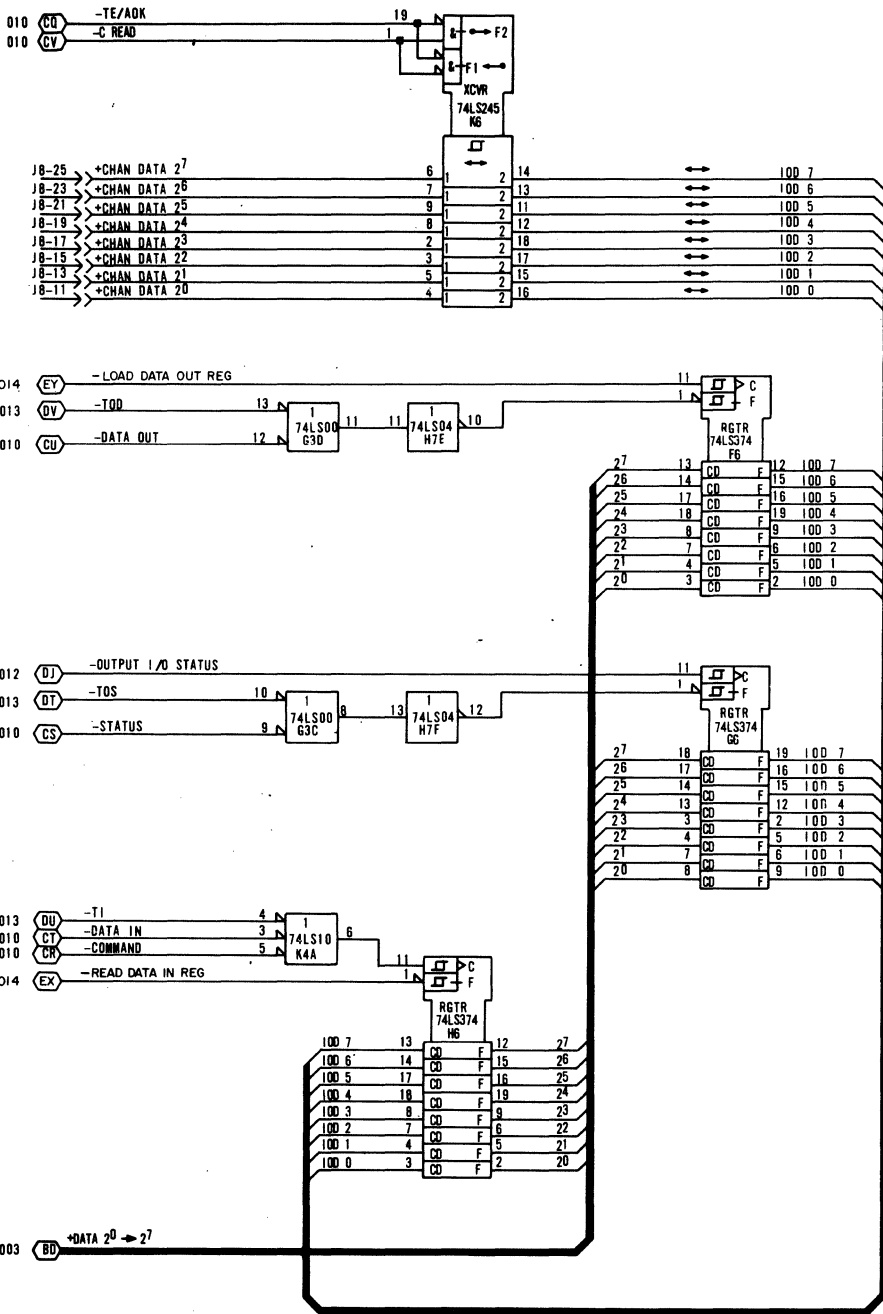 010 CQ -TE/AOK 19
010 CV -C READ 1
& F2
& F1
XCVR
74LS245
K6
J8-25 +CHAN DATA 2⁷ 6 1 2 14 IOD 7
J8-23 +CHAN DATA 2⁶ 7 1 2 13 IOD 6
J8-21 +CHAN DATA 2⁵ 9 1 2 11 IOD 5
J8-19 +CHAN DATA 2⁴ 8 1 2 12 IOD 4
J8-17 +CHAN DATA 2³ 2 1 2 18 IOD 3
J8-15 +CHAN DATA 2² 3 1 2 17 IOD 2
J8-13 +CHAN DATA 2¹ 5 1 2 15 IOD 1
J8-11 +CHAN DATA 2⁰ 4 1 2 16 IOD 0
014 EY -LOAD DATA OUT REG 11 C
013 DV -TOD 13 1 F
010 CU -DATA OUT 12
1 74LS00 G3D 11
11 1 74LS04 H7E 10
RGTR
74LS374
F6
2⁷ 13 CD F 12 IOD 7
2⁶ 14 CD F 15 IOD 6
2⁵ 17 CD F 16 IOD 5
2⁴ 18 CD F 19 IOD 4
2³ 8 CD F 9 IOD 3
2² 7 CD F 6 IOD 2
2¹ 4 CD F 5 IOD 1
2⁰ 3 CD F 2 IOD 0
012 DJ -OUTPUT I/O STATUS 11 C
013 DT -TOS 10 1 F
010 CS -STATUS 9
1 74LS00 G3C 8
13 1 74LS04 H7F 12
RGTR
74LS374
G6
2⁷ 18 CD F 19 IOD 7
2⁶ 17 CD F 16 IOD 6
2⁵ 14 CD F 15 IOD 5
2⁴ 13 CD F 12 IOD 4
2³ 3 CD F 2 IOD 3
2² 4 CD F 5 IOD 2
2¹ 7 CD F 6 IOD 1
2⁰ 8 CD F 9 IOD 0
013 DU -TI 4
010 CT -DATA IN 3
010 CR -COMMAND 5
1 74LS10 K4A 6
11 C
014 EX -READ DATA IN REG 1 F
RGTR
74LS374
H6
IOD 7 13 CD F 12 2⁷
IOD 6 14 CD F 15 2⁶
IOD 5 17 CD F 16 2⁵
IOD 4 18 CD F 19 2⁴
IOD 3 8 CD F 9 2³
IOD 2 7 CD F 6 2²
IOD 1 4 CD F 5 2¹
IOD 0 3 CD F 2 2⁰
003 BD +DATA 2⁰ → 2⁷